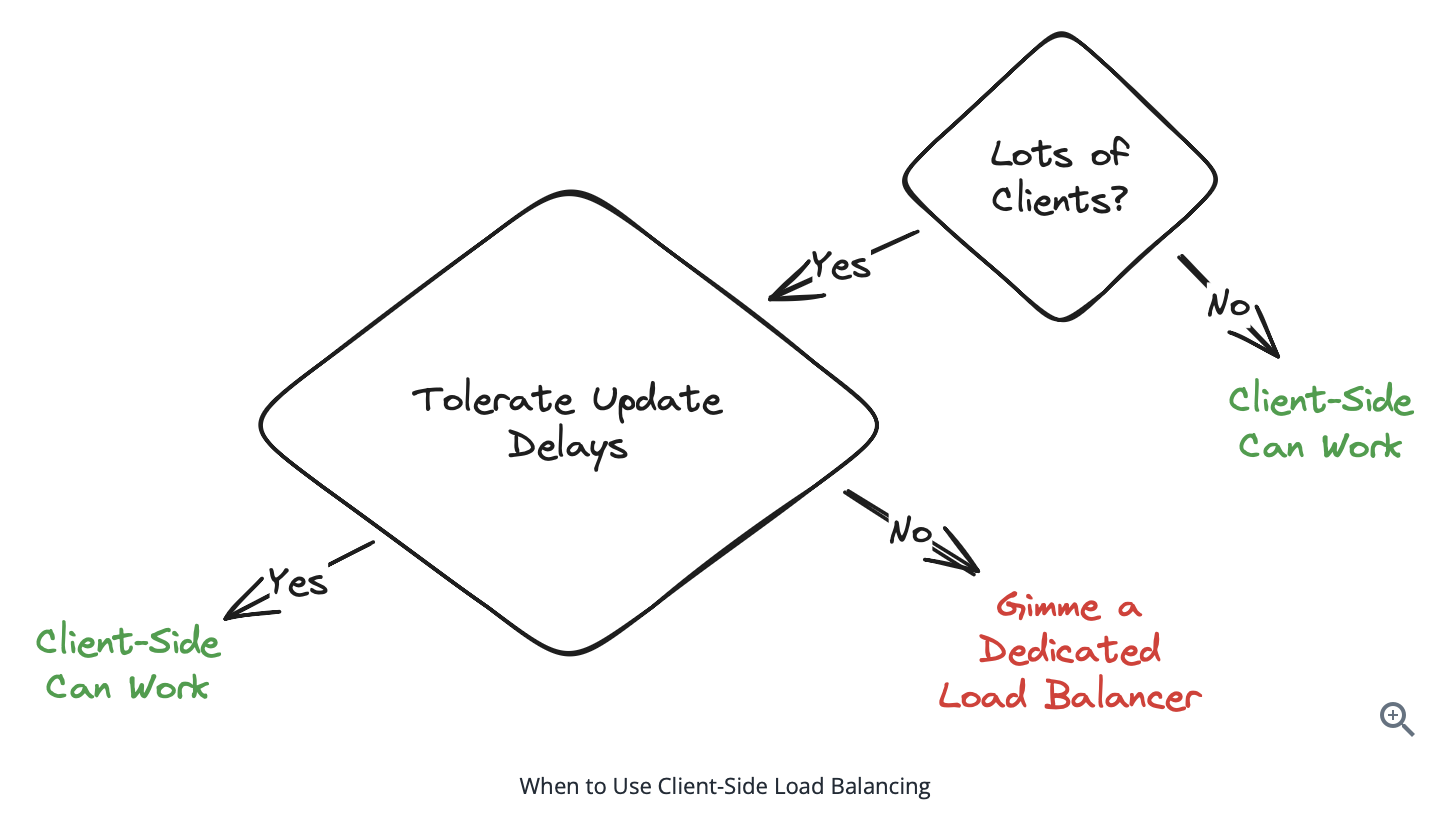 Lots of
Clients?
Yes
No
Tolerate Update
Delays
Client-Side
Can Work
No
Yes
Gimme a
Dedicated
Load Balancer
Client-Side
Can Work
When to Use Client-Side Load Balancing